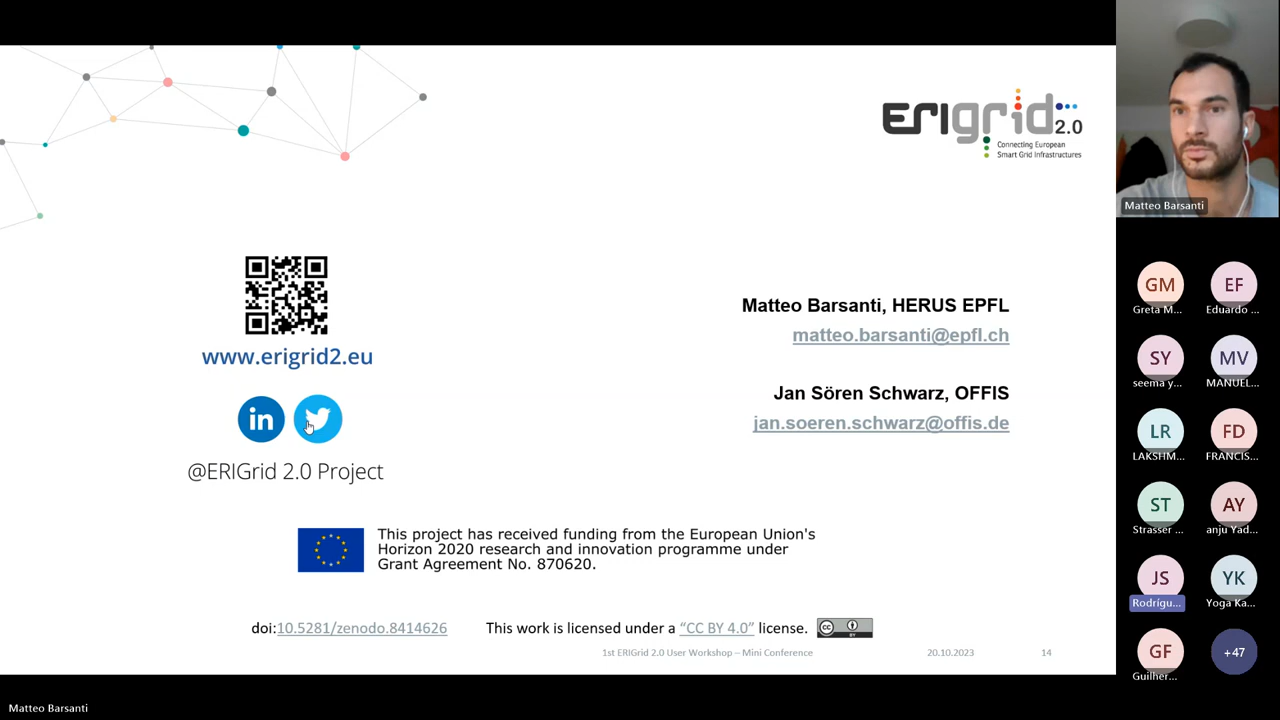 ERIGrid 2.0
Connecting European
Smart Grid Infrastructures
www.erigrid2.eu
in
@ERIGrid 2.0 Project
Matteo Barsanti, HERUS EPFL
matteo.barsanti@epfl.ch
Jan Sören Schwarz, OFFIS
jan.soeren.schwarz@offis.de
This project has received funding from the European Union's
Horizon 2020 research and innovation programme under
Grant Agreement No. 870620.
doi:10.5281/zenodo.8414626
This work is licensed under a “CC BY 4.0” license.
cc
BY
1st ERIGrid 2.0 User Workshop – Mini Conference
20.10.2023
14
Matteo Barsanti
GM
Greta M...
EF
Eduardo ...
SY
seema y...
MV
MANUEL...
LR
LAKSHM...
FD
FRANCIS...
ST
Strasser ...
AY
anju Yad...
JS
Rodrígu...
YK
Yoga Ka...
GF
Guilher...
+47
Matteo Barsanti